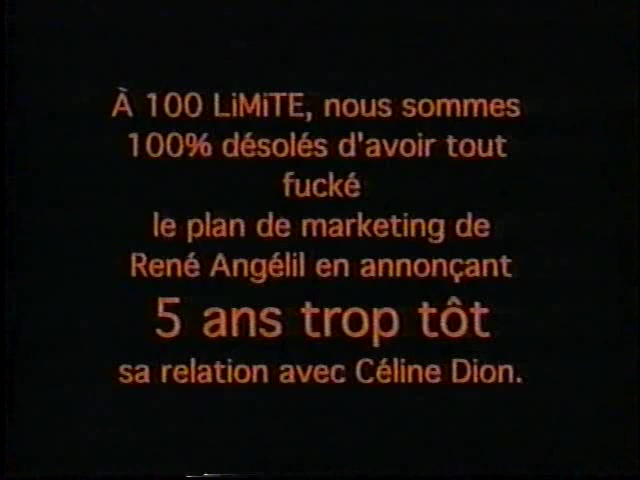 À 100 LiMiTE, nous sommes
100% désolés d'avoir tout
fucké
le plan de marketing de
René Angélil en annonçant
5 ans trop tôt
sa relation avec Céline Dion.